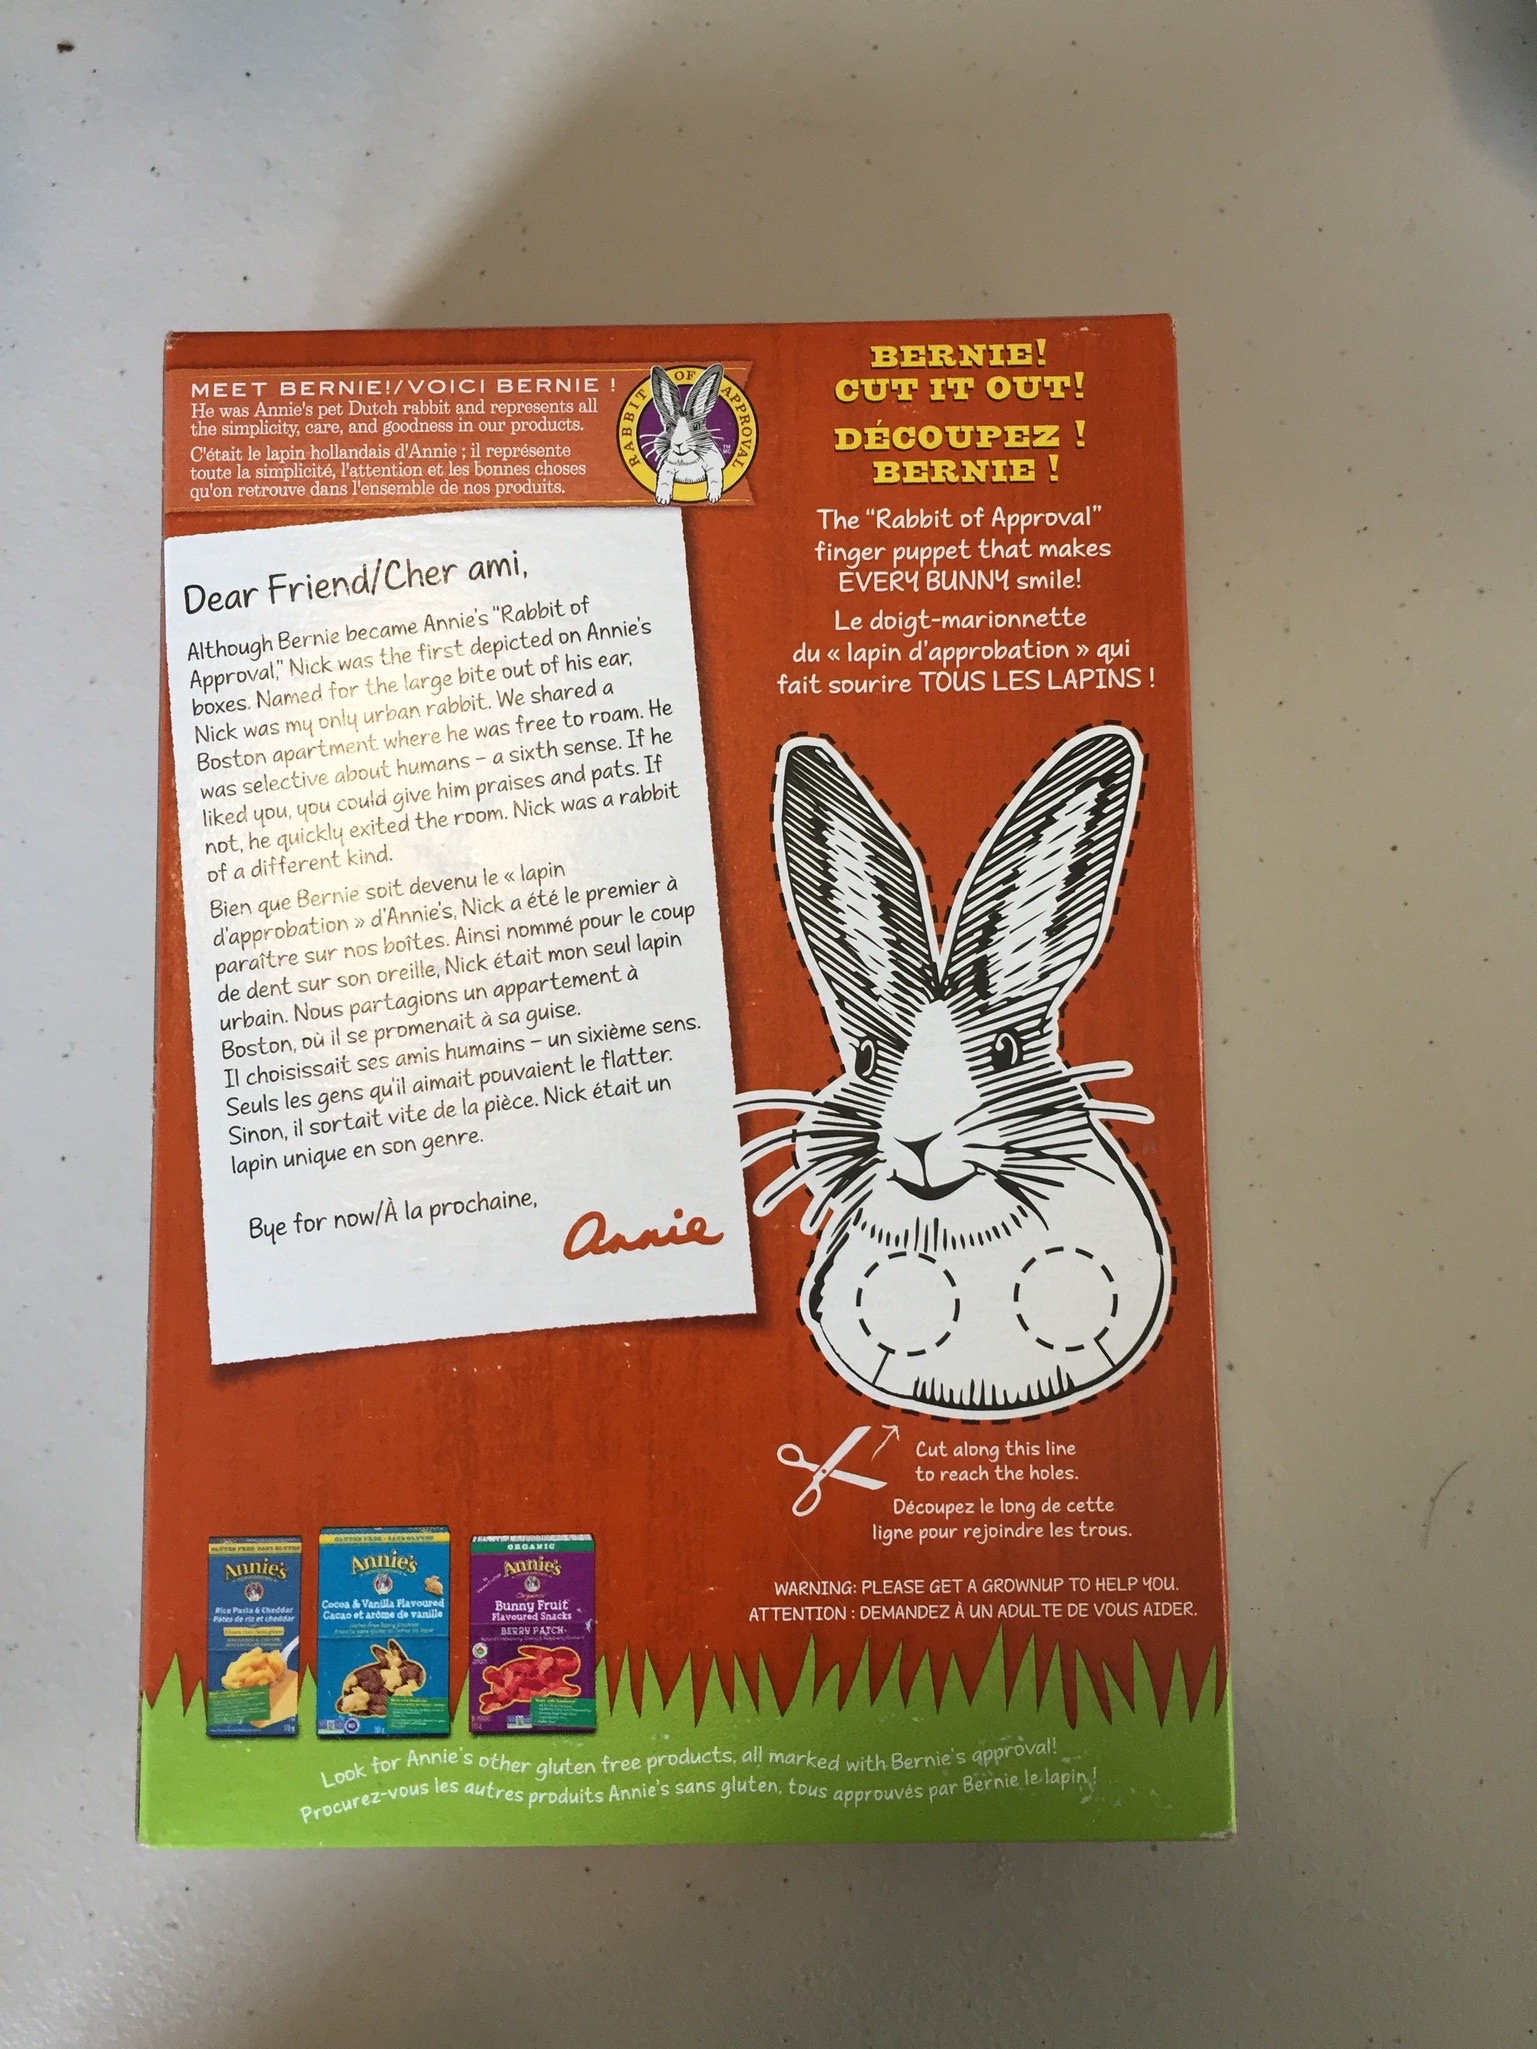 MEET BERNIE!/VOICI BERNIE !
He was Annie's pet Dutch rabbit and represents all
the simplicity, care, and goodness in our products.
C'était le lapin hollandais d'Annie ; il représente
toute la simplicité, l'attention et les bonnes choses
qu'on retrouve dans l'ensemble de nos produits.
RABBIT OF APPROVAL
Dear Friend/Cher ami,
Although Bernie became Annie's "Rabbit of
Approval," Nick was the first depicted on Annie's
boxes. Named for the large bite out of his ear,
Nick was my only urban rabbit. We shared a
Boston apartment where he was free to roam. He
was selective about humans – a sixth sense. If he
liked you, you could give him praises and pats. If
not, he quickly exited the room. Nick was a rabbit
of a different kind.
Bien que Bernie soit devenu le « lapin
d'approbation » d'Annie's, Nick a été le premier à
paraître sur nos boîtes. Ainsi nommé pour le coup
de dent sur son oreille, Nick était mon seul lapin
urbain. Nous partagions un appartement à
Boston, où il se promenait à sa guise.
Il choisissait ses amis humains – un sixième sens.
Seuls les gens qu'il aimait pouvaient le flatter.
Sinon, il sortait vite de la pièce. Nick était un
lapin unique en son genre.
Bye for now/À la prochaine,
Annie
BERNIE!
CUT IT OUT!
DÉCOUPEZ !
BERNIE !
The "Rabbit of Approval"
finger puppet that makes
EVERY BUNNY smile!
Le doigt-marionnette
du « lapin d'approbation » qui
fait sourire TOUS LES LAPINS !
Cut along this line
to reach the holes.
Découpez le long de cette
ligne pour rejoindre les trous.
WARNING: PLEASE GET A GROWNUP TO HELP YOU.
ATTENTION : DEMANDEZ À UN ADULTE DE VOUS AIDER.
GLUTEN FREE · SANS GLUTEN
Annie's
Rice Pasta & Cheddar
Pâtes de riz et cheddar
170 g
GLUTEN FREE · SANS GLUTEN
Annie's
Cocoa & Vanilla Flavoured
Cacao et arôme de vanille
ORGANIC
Annie's
Organic
Bunny Fruit
Flavoured Snacks
BERRY PATCH
Look for Annie's other gluten free products, all marked with Bernie's approval!
Procurez-vous les autres produits Annie's sans gluten, tous approuvés par Bernie le lapin !